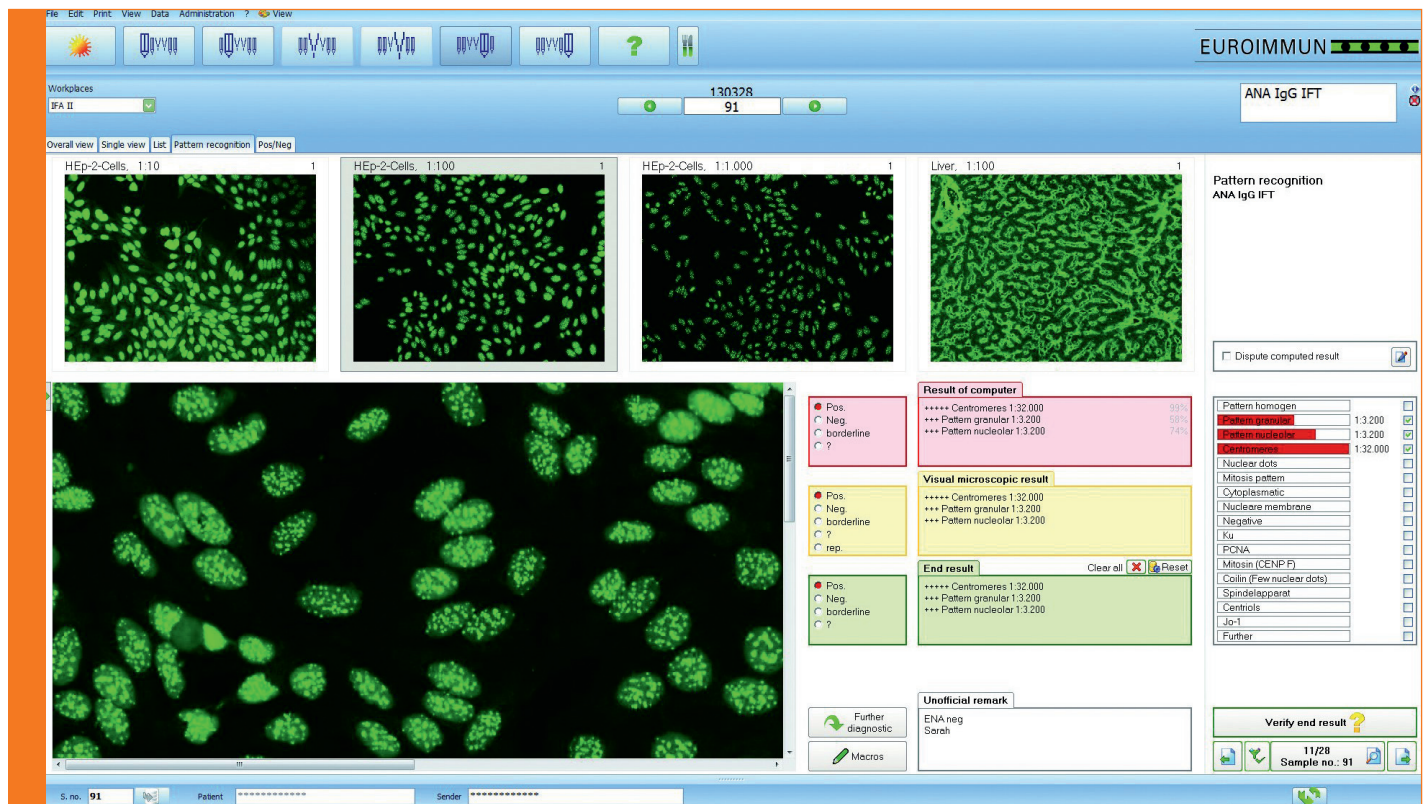 File Edit Print View Data Administration ? View
EUROIMMUN
Workplaces
IFA II
130328
91
ANA IgG IFT
Overall view Single view List Pattern recognition Pos/Neg
HEp-2-Cells, 1:10 1
HEp-2-Cells, 1:100 1
HEp-2-Cells, 1:1.000 1
Liver, 1:100 1
Pattern recognition
ANA IgG IFT
Dispute computed result
Pos.
Neg.
borderline
?
Result of computer
+++++ Centromeres 1:32.000 99%
+++ Pattern granular 1:3.200 58%
+++ Pattern nucleolar 1:3.200 74%
Pos.
Neg.
borderline
?
rep.
Visual microscopic result
+++++ Centromeres 1:32.000
+++ Pattern granular 1:3.200
+++ Pattern nucleolar 1:3.200
Pos.
Neg.
borderline
?
End result Clear all Reset
+++++ Centromeres 1:32.000
+++ Pattern granular 1:3.200
+++ Pattern nucleolar 1:3.200
Pattern homogen
Pattern granular 1:3.200
Pattern nucleolar 1:3.200
Centromeres 1:32.000
Nuclear dots
Mitosis pattern
Cytoplasmatic
Nucleare membrane
Negative
Ku
PCNA
Mitosin (CENP F)
Coilin (Few nuclear dots)
Spindelapparat
Centriols
Jo-1
Further
Further
diagnostic
Macros
Unofficial remark
ENA neg
Sarah
Verify end result ?
11/28
Sample no.: 91
S. no. 91 Patient ************ Sender ************